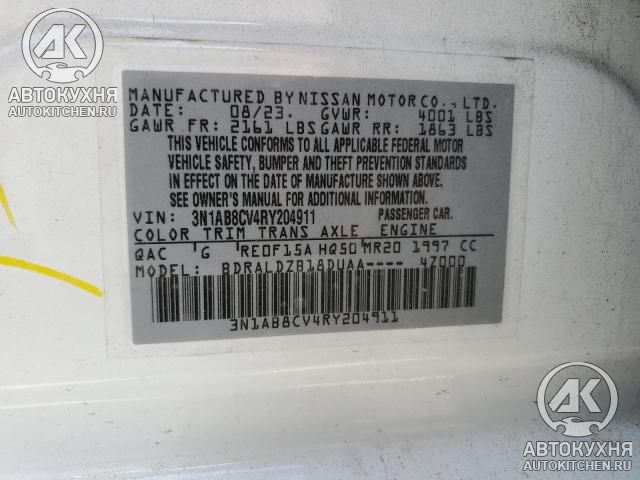 AK
АВТОКУХНЯ
AUTOKITCHEN.RU
MANUFACTURED BY NISSAN MOTOR CO., LTD.
DATE: 08/23. GVWR: 4001 LBS
GAWR FR: 2161 LBS GAWR RR: 1863 LBS
THIS VEHICLE CONFORMS TO ALL APPLICABLE FEDERAL MOTOR
VEHICLE SAFETY, BUMPER AND THEFT PREVENTION STANDARDS
IN EFFECT ON THE DATE OF MANUFACTURE SHOWN ABOVE.
SEE OWNER'S MANUAL FOR ADDITIONAL INFORMATION.
VIN: 3N1AB8CV4RY204911 PASSENGER CAR.
COLOR TRIM TRANS AXLE ENGINE
QAC G RE0F15A HQ50 MR20 1997 CC
MODEL: BDRALDZB18DUAA---- 4Z000
3N1AB8CV4RY204911
AK
АВТОКУХНЯ
AUTOKITCHEN.RU